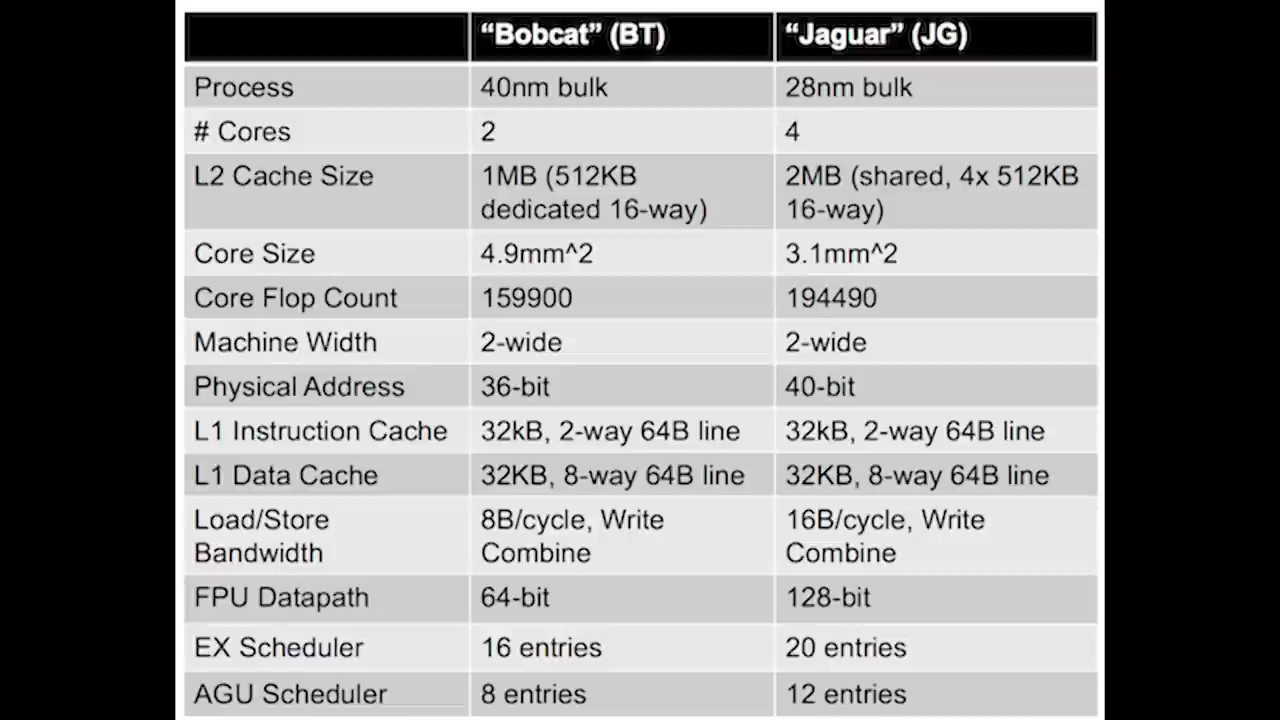 “Bobcat” (BT) “Jaguar” (JG)
Process 40nm bulk 28nm bulk
# Cores 2 4
L2 Cache Size 1MB (512KB dedicated 16-way) 2MB (shared, 4x 512KB 16-way)
Core Size 4.9mm^2 3.1mm^2
Core Flop Count 159900 194490
Machine Width 2-wide 2-wide
Physical Address 36-bit 40-bit
L1 Instruction Cache 32kB, 2-way 64B line 32kB, 2-way 64B line
L1 Data Cache 32KB, 8-way 64B line 32KB, 8-way 64B line
Load/Store Bandwidth 8B/cycle, Write Combine 16B/cycle, Write Combine
FPU Datapath 64-bit 128-bit
EX Scheduler 16 entries 20 entries
AGU Scheduler 8 entries 12 entries